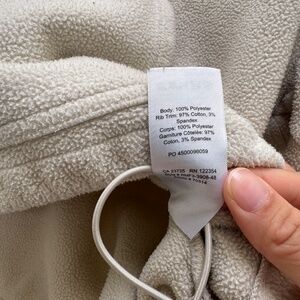 Body: 100% Polyester
Rib Trim: 97% Cotton, 3%
Spandex
Corps: 100% Polyester
Garniture Côtelée: 97%
Coton, 3% Spandex
PO 4500098059
CA 23735 RN 122354